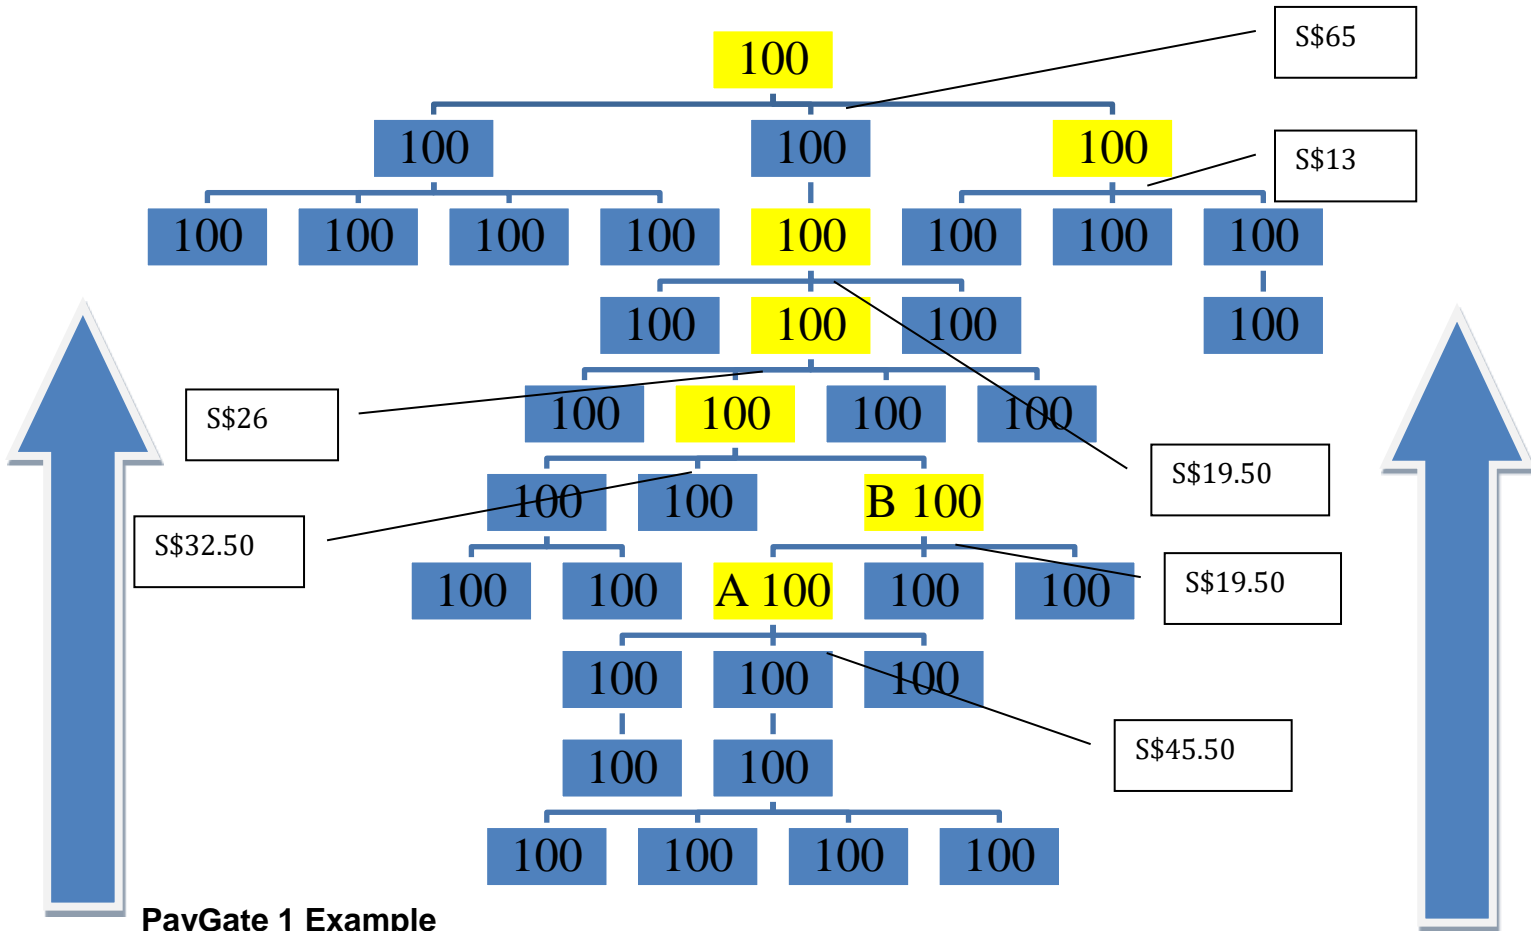 100
S$65
100 100 100
S$13
100 100 100 100 100 100 100 100
100 100 100 100
S$26
100 100 100 100
S$19.50
100 100 B 100
S$32.50
100 100 A 100 100 100
S$19.50
100 100 100
S$45.50
100 100
100 100 100 100
PayGate 1 Example